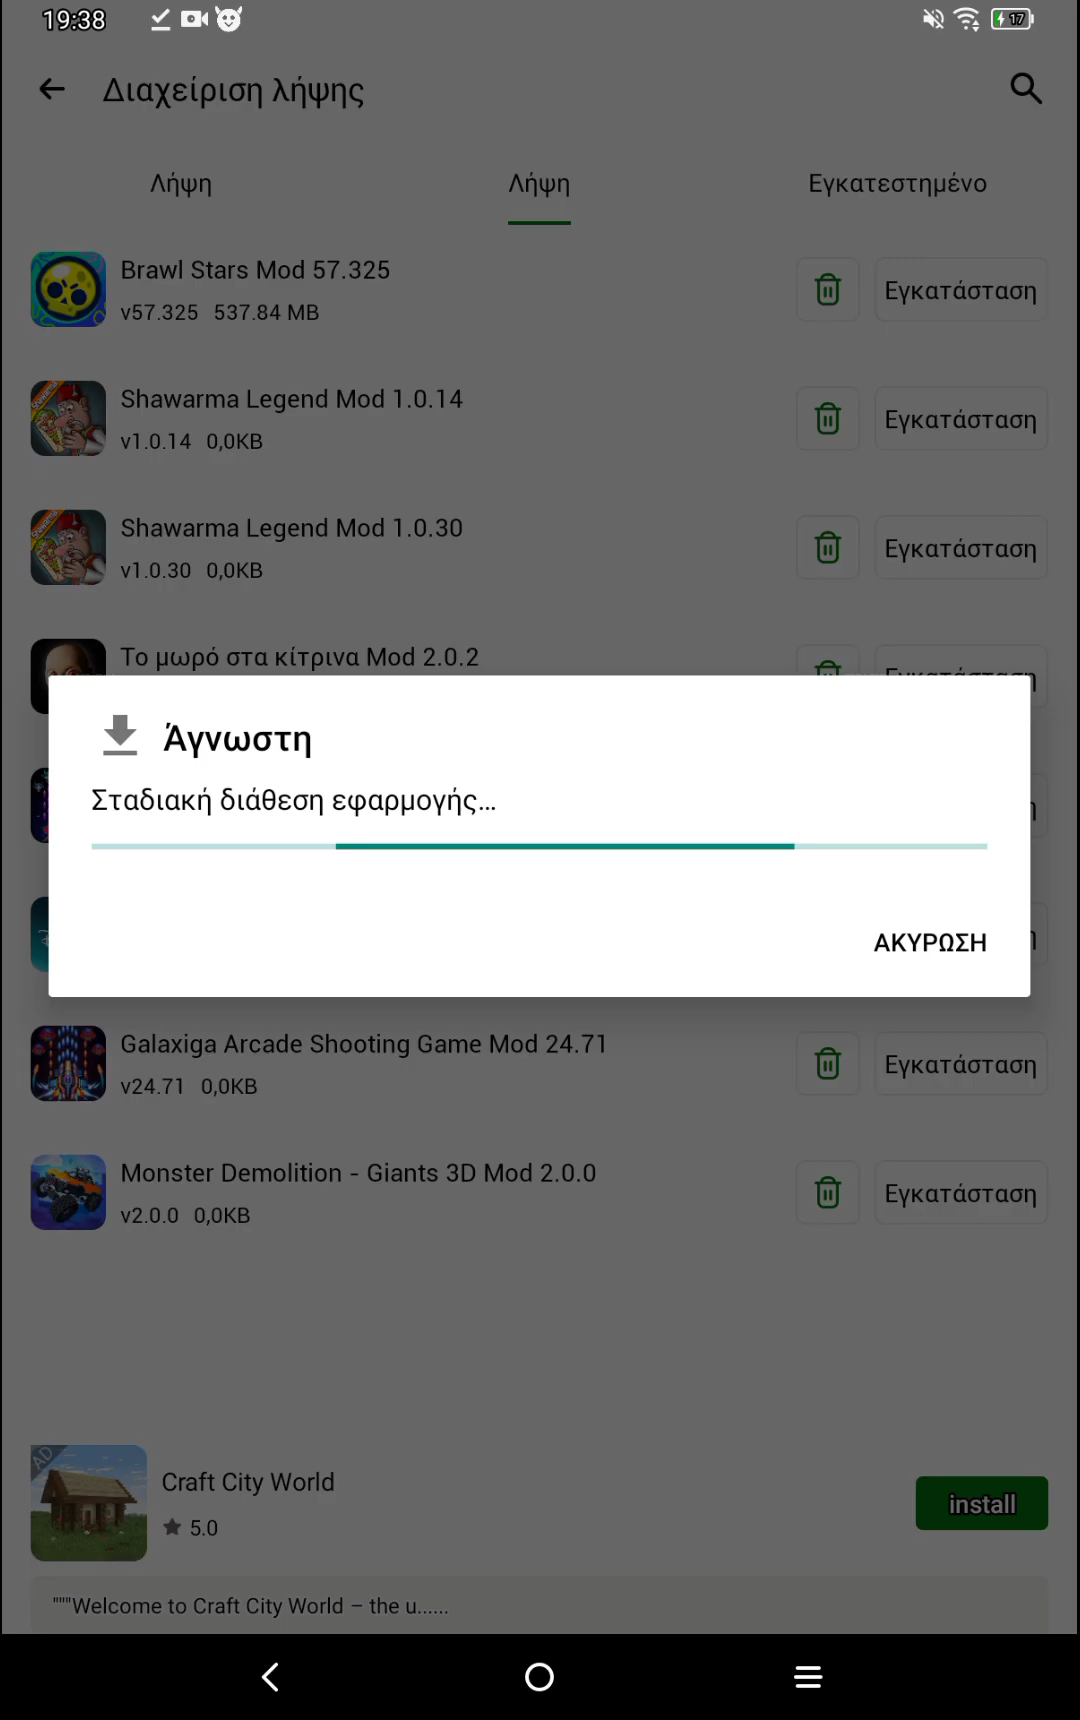 19:38
17
Διαχείριση λήψης
Λήψη
Λήψη
Εγκατεστημένο
Brawl Stars Mod 57.325
v57.325 537.84 MB
Εγκατάσταση
Shawarma Legend Mod 1.0.14
v1.0.14 0,0KB
Εγκατάσταση
Shawarma Legend Mod 1.0.30
v1.0.30 0,0KB
Εγκατάσταση
Το μωρό στα κίτρινα Mod 2.0.2
Άγνωστη
Σταδιακή διάθεση εφαρμογής...
ΑΚΥΡΩΣΗ
Galaxiga Arcade Shooting Game Mod 24.71
v24.71 0,0KB
Εγκατάσταση
Monster Demolition - Giants 3D Mod 2.0.0
v2.0.0 0,0KB
Εγκατάσταση
AD
Craft City World
5.0
install
"""Welcome to Craft City World – the u......